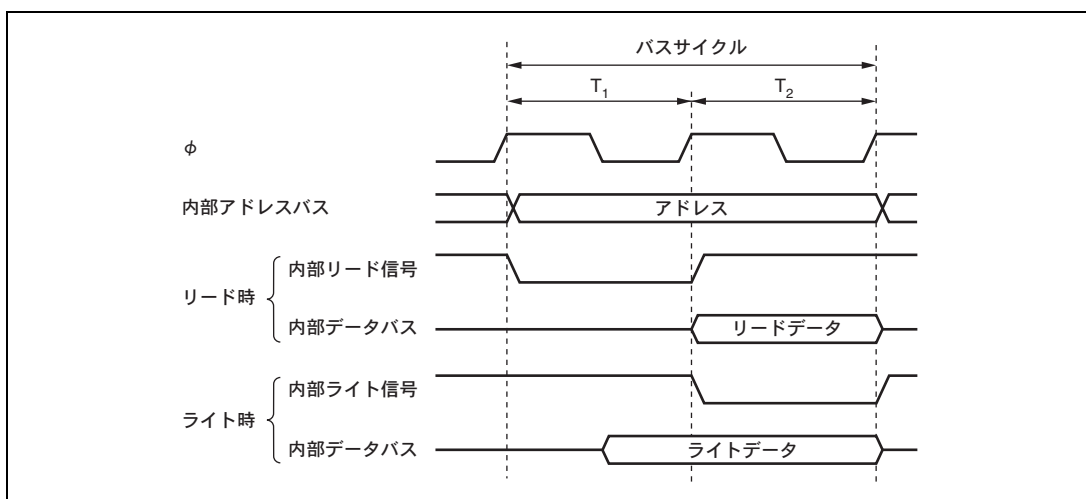 バスサイクル
T1 T2
φ
内部アドレスバス アドレス
内部リード信号
リード時
内部データバス リードデータ
内部ライト信号
ライト時
内部データバス ライトデータ